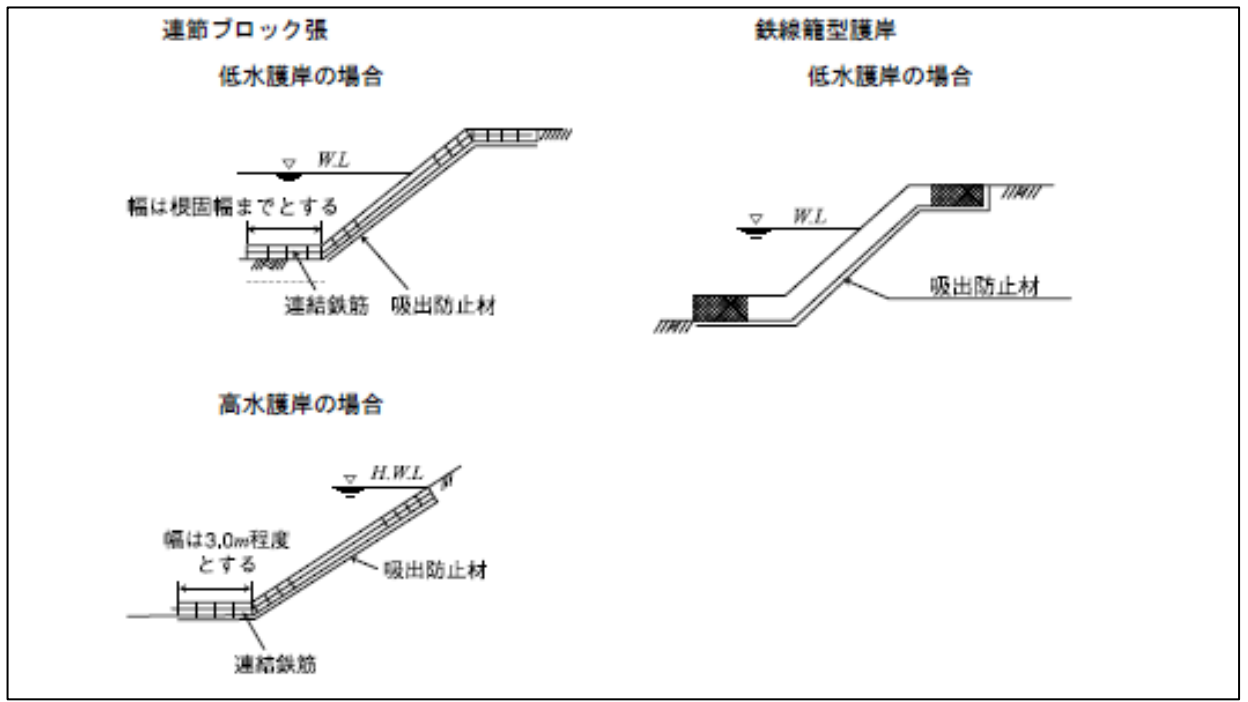 連節ブロック張
低水護岸の場合
W.L
幅は根固幅までとする
連結鉄筋
吸出防止材
鉄線籠型護岸
低水護岸の場合
W.L
吸出防止材
高水護岸の場合
H.W.L
幅は3.0m程度
とする
吸出防止材
連結鉄筋